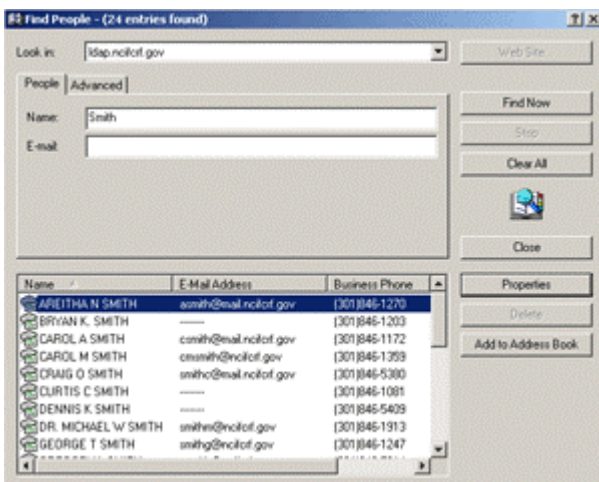 Find People - (24 entries found)
Look in: ldap.ncifcrf.gov
Web Site
People Advanced
Find Now
Name: Smith
Stop
E-mail:
Clear All
Close
Name E-Mail Address Business Phone
Properties
AREITHA N SMITH asmith@mail.ncifcrf.gov (301)846-1270
Delete
BRYAN K. SMITH ------ (301)846-1203
CAROL A SMITH csmith@mail.ncifcrf.gov (301)846-1172
Add to Address Book
CAROL M SMITH cmsmith@ncifcrf.gov (301)846-1359
CRAIG O SMITH smithc@mail.ncifcrf.gov (301)846-5380
CURTIS C SMITH ------ (301)846-1081
DENNIS K SMITH ------ (301)846-5409
DR. MICHAEL W SMITH smithm@ncifcrf.gov (301)846-1913
GEORGE T SMITH smithg@ncifcrf.gov (301)846-1247